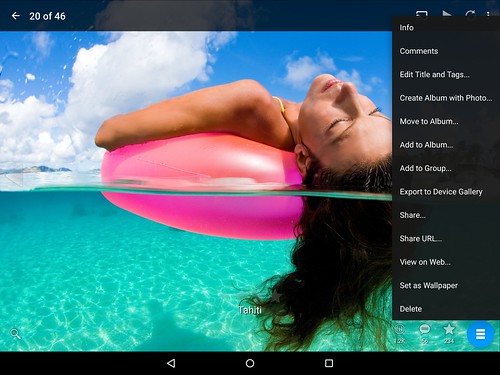 20 of 46
Info
Comments
Edit Title and Tags...
Create Album with Photo...
Move to Album...
Add to Album...
Add to Group...
Export to Device Gallery
Share...
Share URL...
View on Web...
Set as Wallpaper
Delete
Tahiti
1.2K 56 234